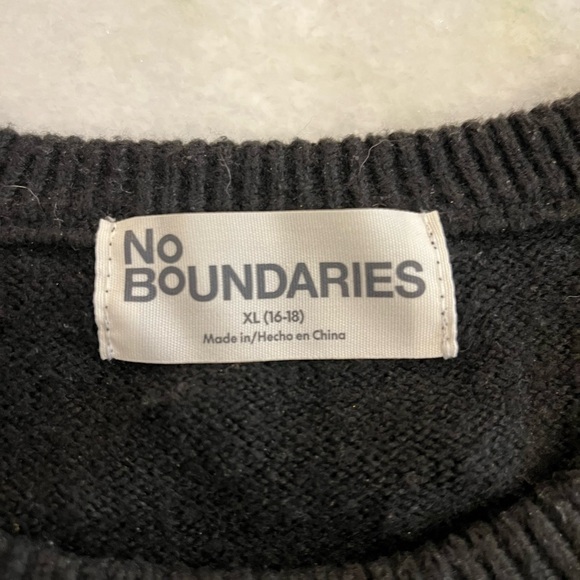 No
BoUNDARIES
XL (16-18)
Made in/Hecho en China